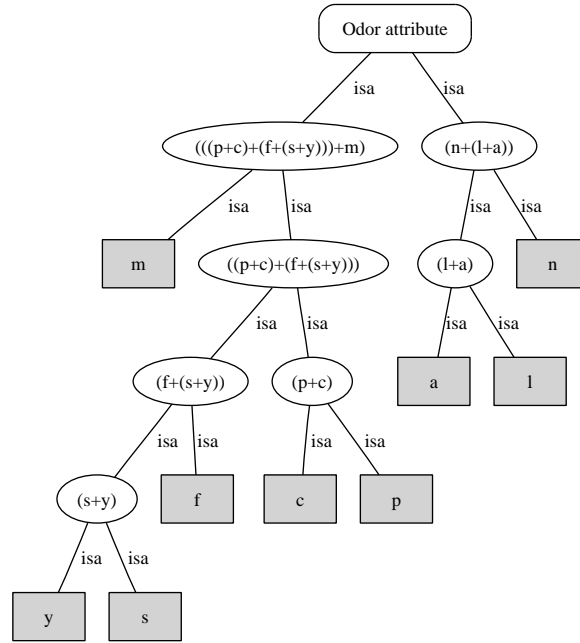 Odor attribute
isa
isa
(((p+c)+(f+(s+y)))+m)
(n+(l+a))
isa
isa
isa
isa
m
((p+c)+(f+(s+y)))
(l+a)
n
isa
isa
isa
isa
(f+(s+y))
(p+c)
a
l
isa
isa
isa
isa
(s+y)
f
c
p
isa
isa
y
s